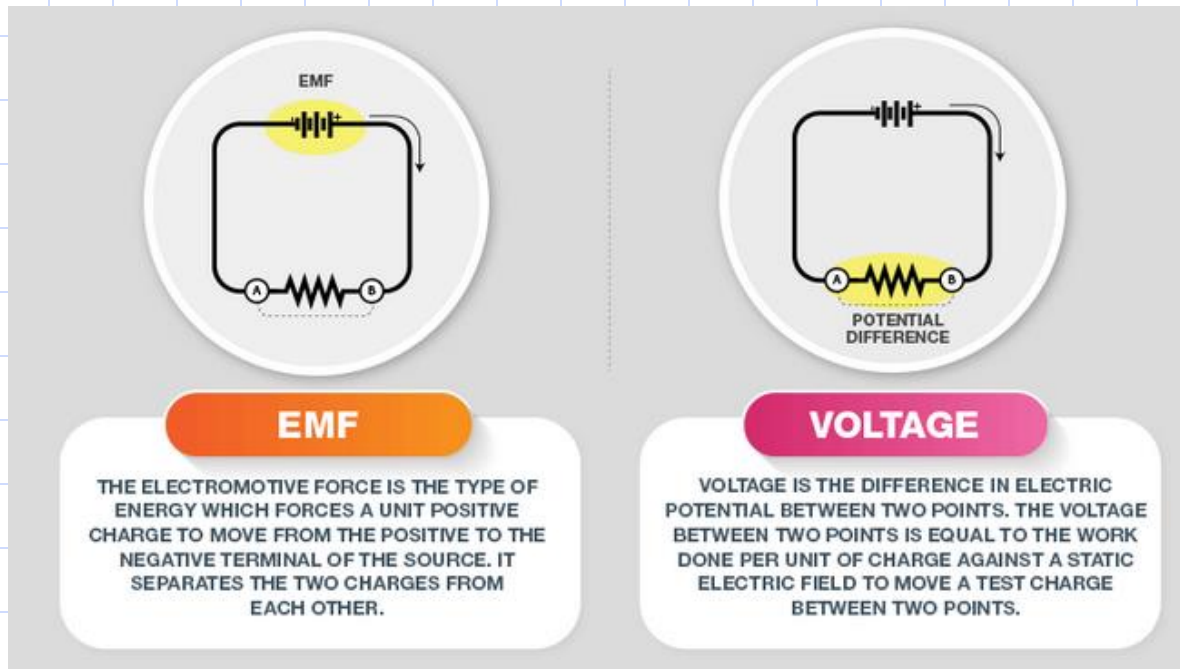 EMF
+
A
B
EMF
THE ELECTROMOTIVE FORCE IS THE TYPE OF
ENERGY WHICH FORCES A UNIT POSITIVE
CHARGE TO MOVE FROM THE POSITIVE TO THE
NEGATIVE TERMINAL OF THE SOURCE. IT
SEPARATES THE TWO CHARGES FROM
EACH OTHER.
+
A
B
POTENTIAL
DIFFERENCE
VOLTAGE
VOLTAGE IS THE DIFFERENCE IN ELECTRIC
POTENTIAL BETWEEN TWO POINTS. THE VOLTAGE
BETWEEN TWO POINTS IS EQUAL TO THE WORK
DONE PER UNIT OF CHARGE AGAINST A STATIC
ELECTRIC FIELD TO MOVE A TEST CHARGE
BETWEEN TWO POINTS.